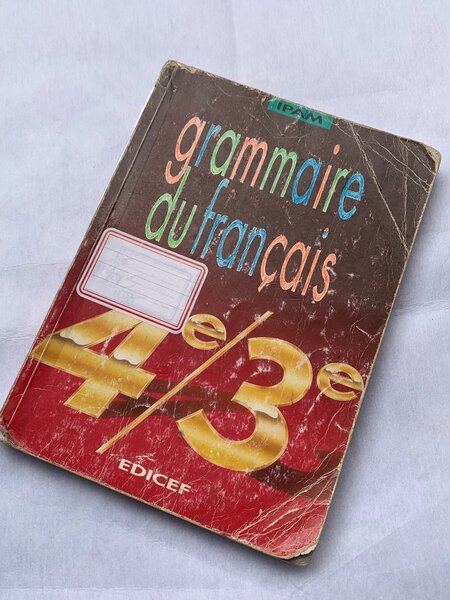 IPAM
grammaire
du français
4e/3e
EDICEF